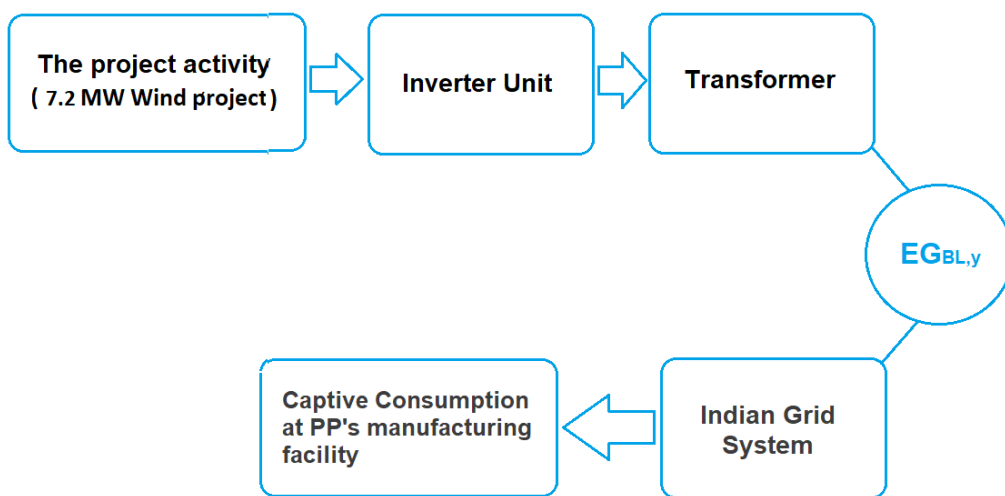 The project activity
( 7.2 MW Wind project)
Inverter Unit
Transformer
EGBL,y
Indian Grid
System
Captive Consumption
at PP's manufacturing
facility